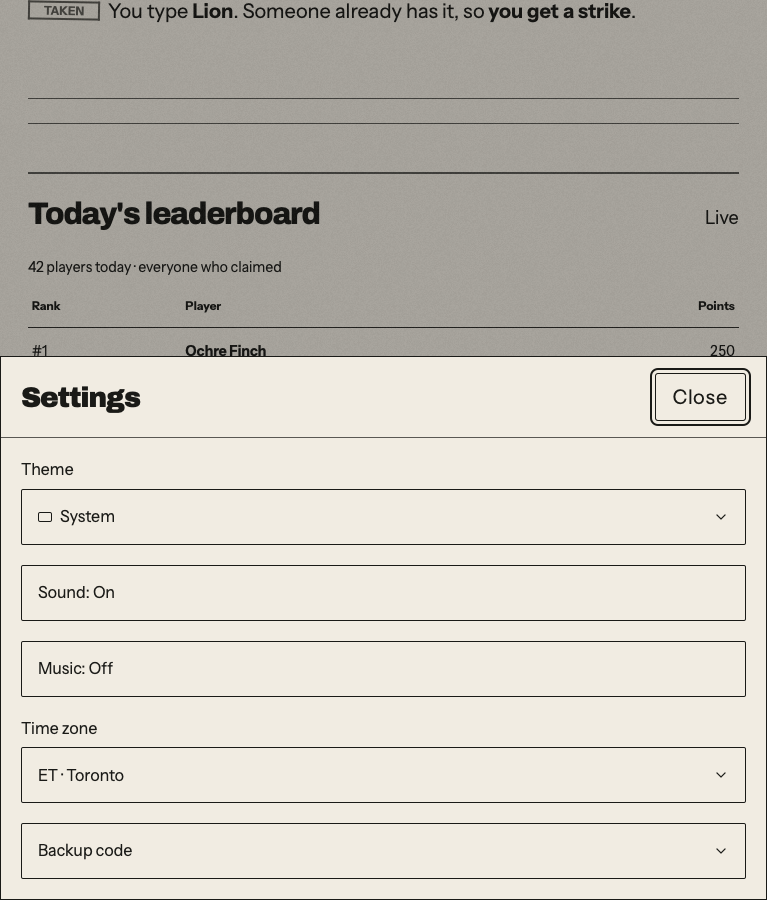 TAKEN You type Lion. Someone already has it, so you get a strike.
Today's leaderboard Live
42 players today · everyone who claimed
Rank Player Points
#1 Ochre Finch 250
Settings Close
Theme
System
Sound: On
Music: Off
Time zone
ET · Toronto
Backup code